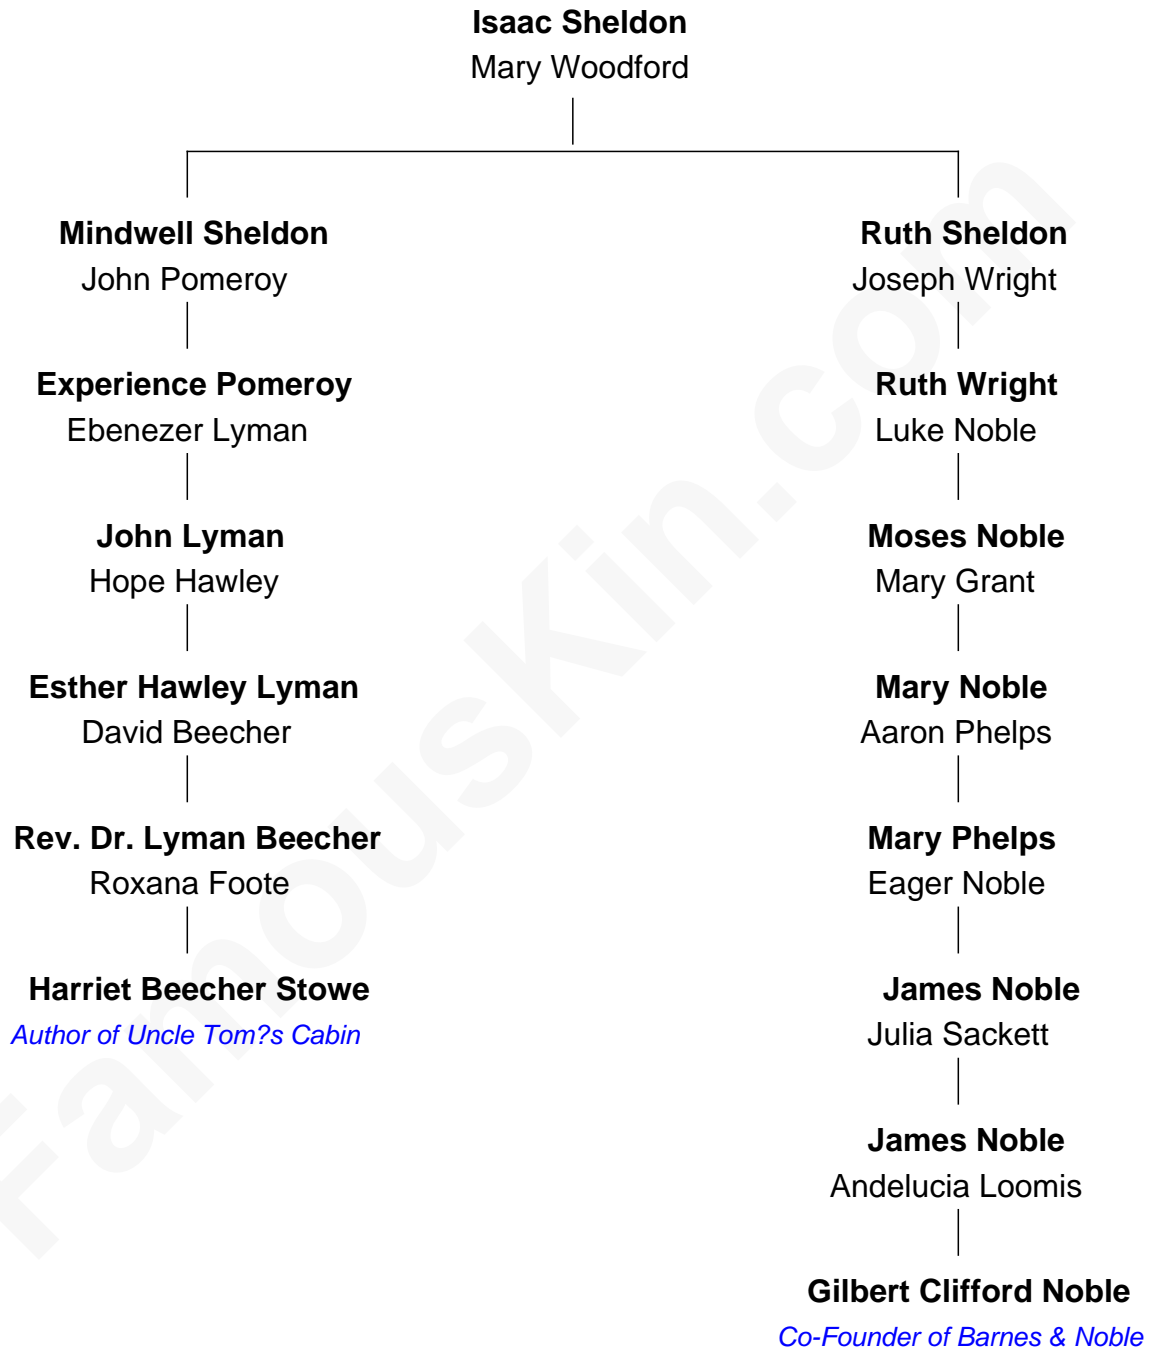 Isaac Sheldon
Mary Woodford
Mindwell Sheldon
John Pomeroy
Experience Pomeroy
Ebenezer Lyman
John Lyman
Hope Hawley
Esther Hawley Lyman
David Beecher
Rev. Dr. Lyman Beecher
Roxana Foote
Harriet Beecher Stowe
Author of Uncle Tom?s Cabin
Ruth Sheldon
Joseph Wright
Ruth Wright
Luke Noble
Moses Noble
Mary Grant
Mary Noble
Aaron Phelps
Mary Phelps
Eager Noble
James Noble
Julia Sackett
James Noble
Andelucia Loomis
Gilbert Clifford Noble
Co-Founder of Barnes & Noble
FamousKin.com